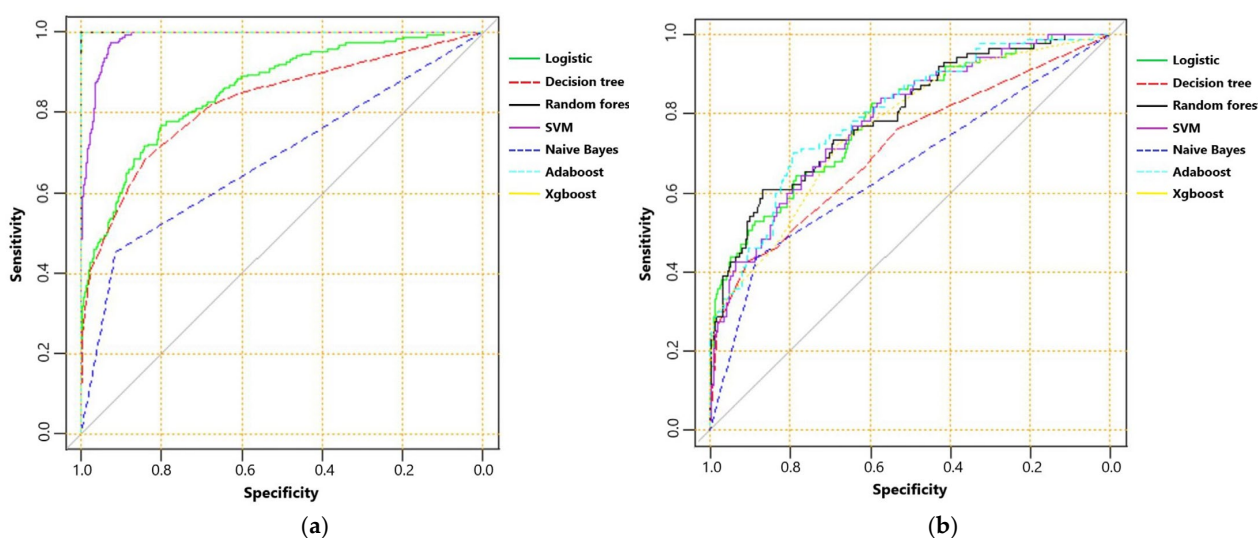 1.0
0.8
0.6
0.4
0.2
0.0
Sensitivity
1.0 0.8 0.6 0.4 0.2 0.0
Specificity
Logistic
Decision tree
Random fores
SVM
Naive Bayes
Adaboost
Xgboost
(a)
1.0
0.8
0.6
0.4
0.2
0.0
Sensitivity
1.0 0.8 0.6 0.4 0.2 0.0
Specificity
Logistic
Decision tree
Random fores
SVM
Naive Bayes
Adaboost
Xgboost
(b)